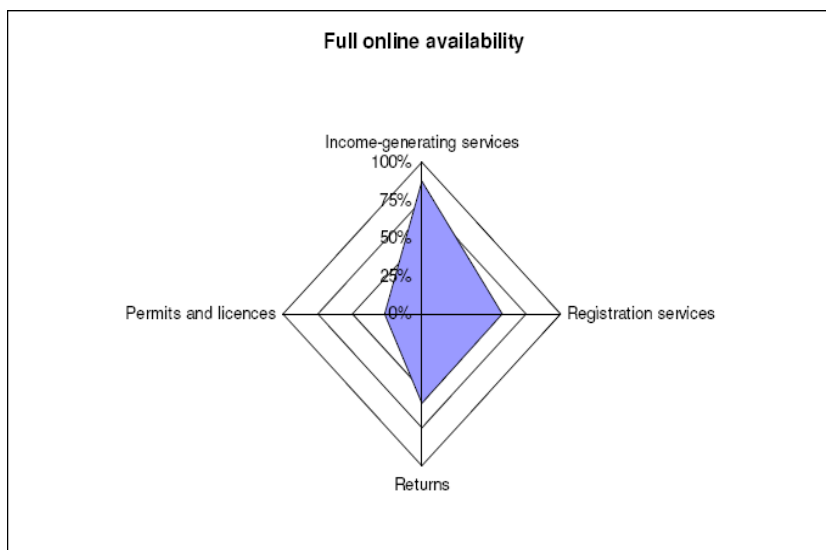 Full online availability
Income-generating services
100%
75%
50%
25%
Permits and licences
0%
Registration services
Returns